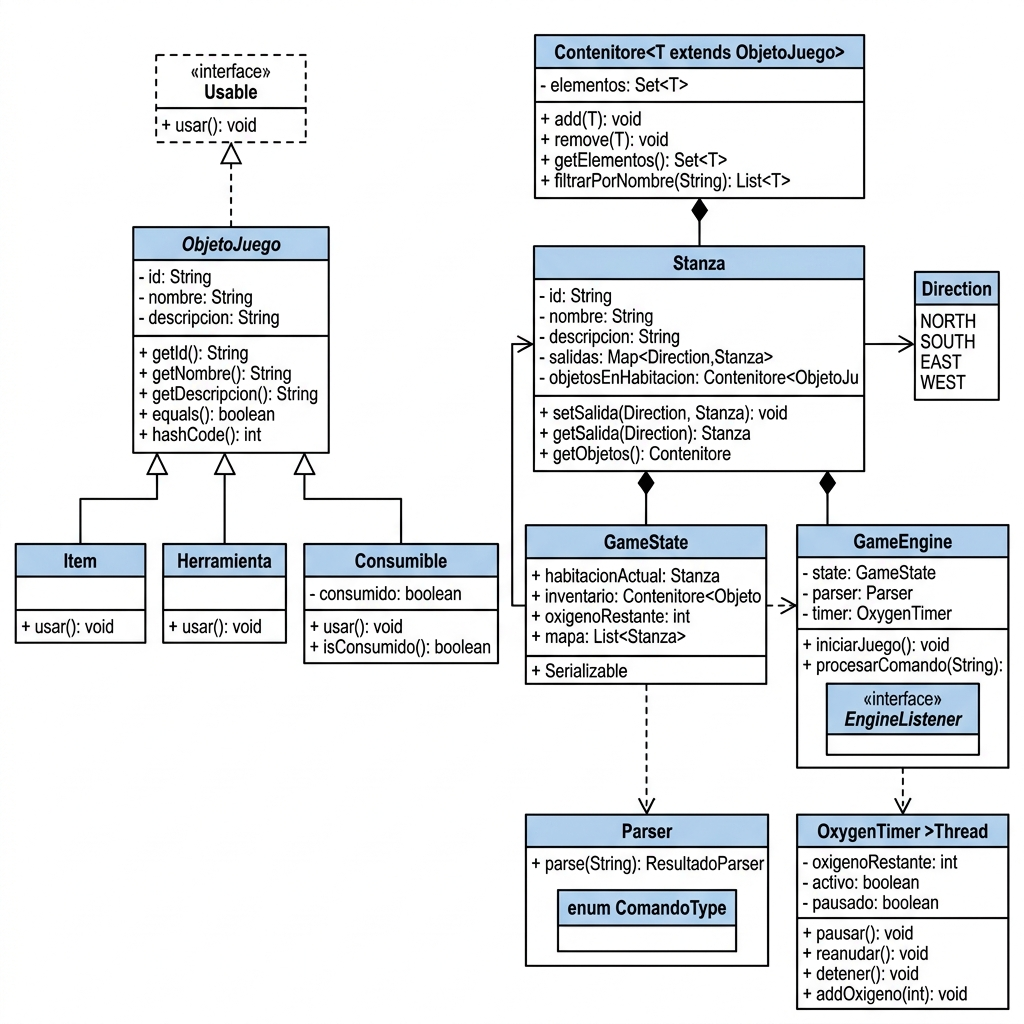 «interface»
Usable
+ usar(): void
ObjetoJuego
- id: String
- nombre: String
- descripcion: String
+ getId(): String
+ getNombre(): String
+ getDescripcion(): String
+ equals(): boolean
+ hashCode(): int
Item
+ usar(): void
Herramienta
+ usar(): void
Consumible
- consumido: boolean
+ usar(): void
+ isConsumido(): boolean
Contenitore<T extends ObjetoJuego>
- elementos: Set<T>
+ add(T): void
+ remove(T): void
+ getElementos(): Set<T>
+ filtrarPorNombre(String): List<T>
Stanza
- id: String
- nombre: String
- descripcion: String
- salidas: Map<Direction,Stanza>
- objetosEnHabitacion: Contenitore<ObjetoJu
+ setSalida(Direction, Stanza): void
+ getSalida(Direction): Stanza
+ getObjetos(): Contenitore
Direction
NORTH
SOUTH
EAST
WEST
GameState
+ habitacionActual: Stanza
+ inventario: Contenitore<Objeto
+ oxigenoRestante: int
+ mapa: List<Stanza>
+ Serializable
GameEngine
- state: GameState
- parser: Parser
- timer: OxygenTimer
+ iniciarJuego(): void
+ procesarComando(String):
«interface»
EngineListener
Parser
+ parse(String): ResultadoParser
enum ComandoType
OxygenTimer >Thread
- oxigenoRestante: int
- activo: boolean
- pausado: boolean
+ pausar(): void
+ reanudar(): void
+ detener(): void
+ addOxigeno(int): void